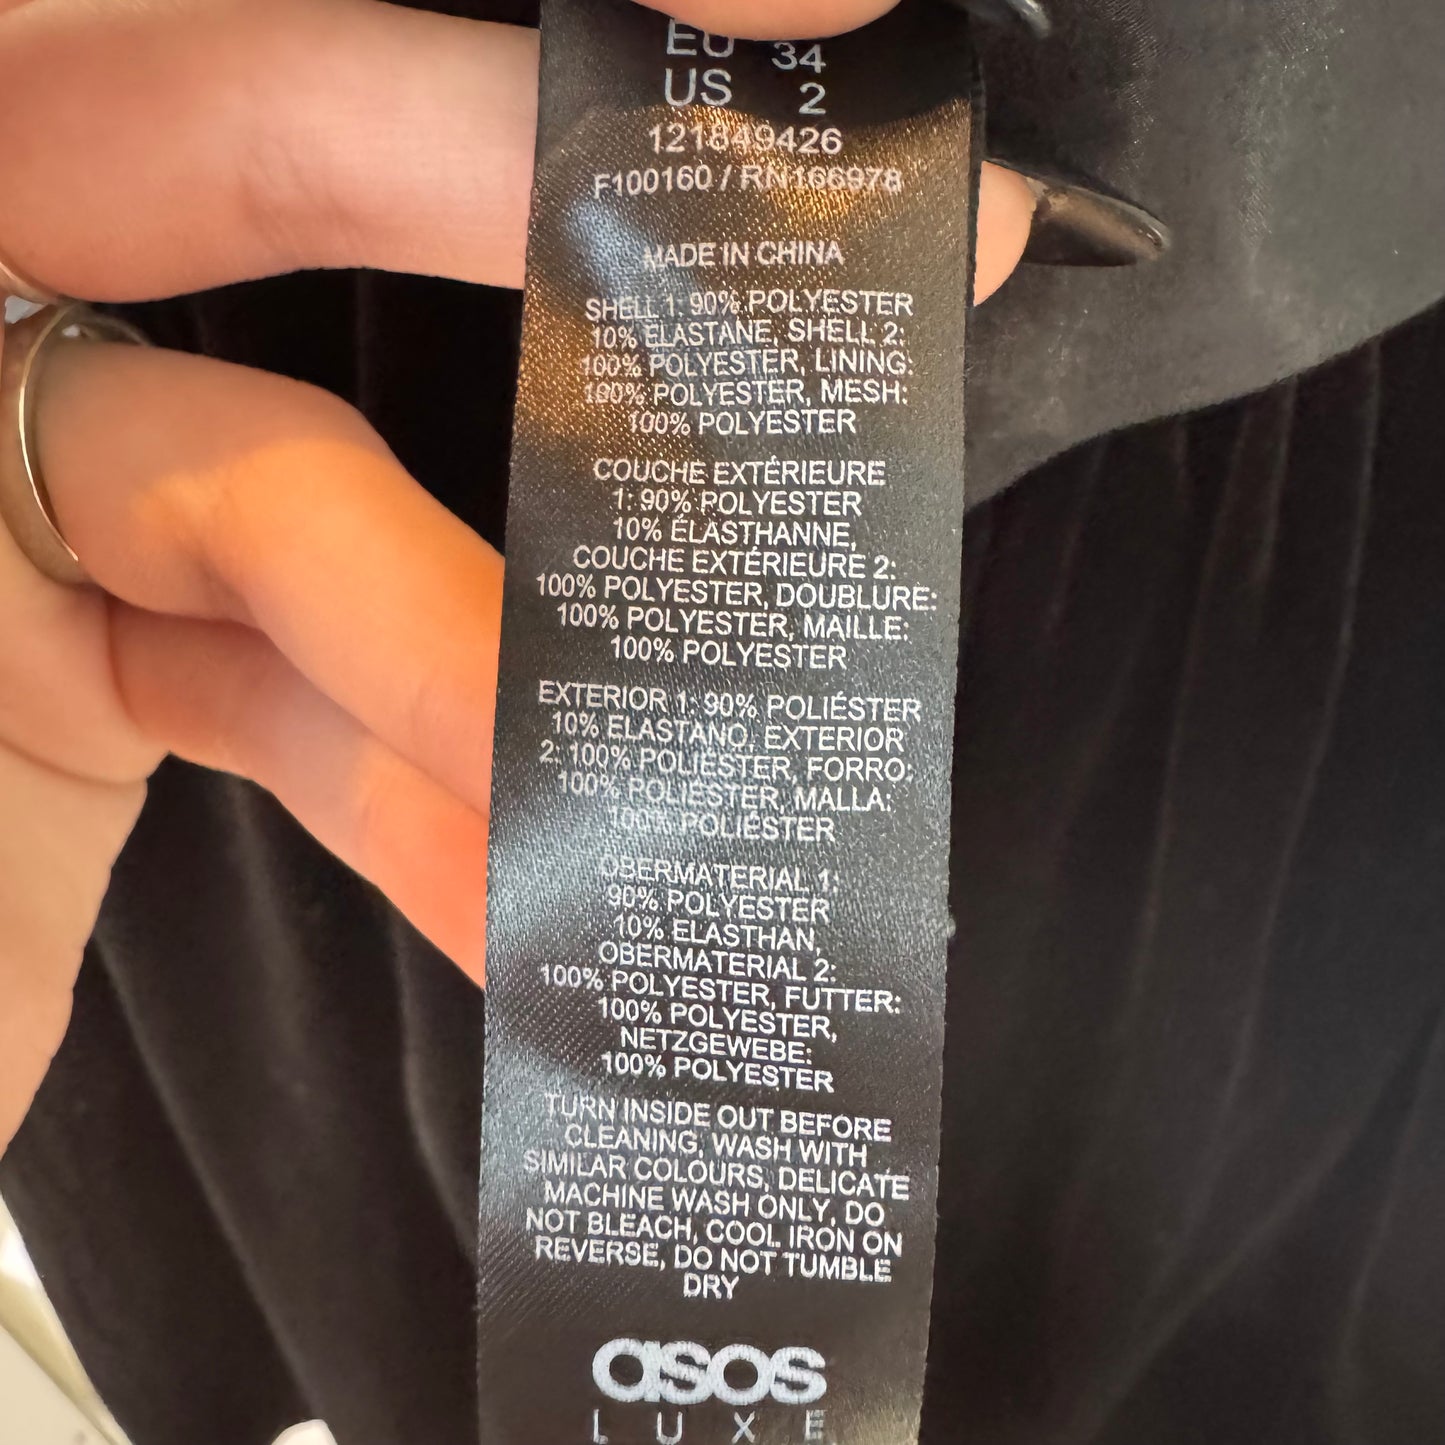 EU 34
US 2
121849426
F100160 / RN166978
MADE IN CHINA
SHELL 1: 90% POLYESTER
10% ELASTANE, SHELL 2:
100% POLYESTER, LINING:
100% POLYESTER, MESH:
100% POLYESTER
COUCHE EXTÉRIEURE
1: 90% POLYESTER
10% ÉLASTHANNE,
COUCHE EXTÉRIEURE 2:
100% POLYESTER, DOUBLURE:
100% POLYESTER, MAILLE:
100% POLYESTER
EXTERIOR 1: 90% POLIÉSTER
10% ELASTANO, EXTERIOR
2: 100% POLIÉSTER, FORRO:
100% POLIÉSTER, MALLA:
100% POLIÉSTER
OBERMATERIAL 1:
90% POLYESTER
10% ELASTHAN,
OBERMATERIAL 2:
100% POLYESTER, FUTTER:
100% POLYESTER,
NETZGEWEBE:
100% POLYESTER
TURN INSIDE OUT BEFORE
CLEANING, WASH WITH
SIMILAR COLOURS, DELICATE
MACHINE WASH ONLY, DO
NOT BLEACH, COOL IRON ON
REVERSE, DO NOT TUMBLE
DRY
asos
LUXE